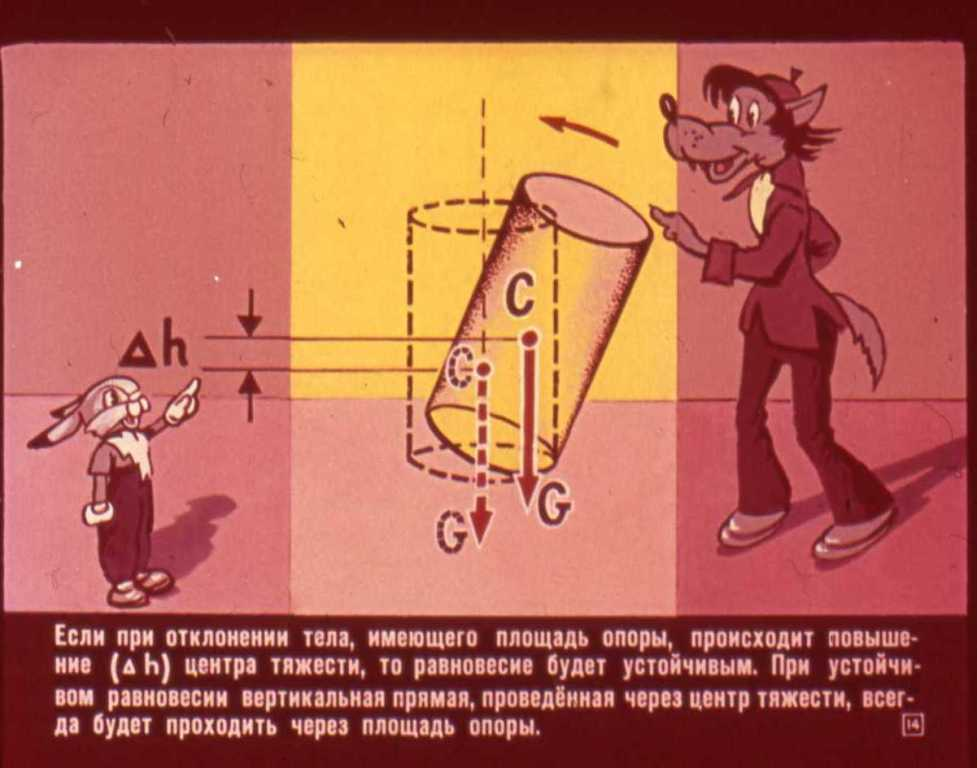 C
Δh
C
G
G
Если при отклонении тела, имеющего площадь опоры, происходит повыше-
ние (Δh) центра тяжести, то равновесие будет устойчивым. При устойчи-
вом равновесии вертикальная прямая, проведённая через центр тяжести, всег-
да будет проходить через площадь опоры.
14